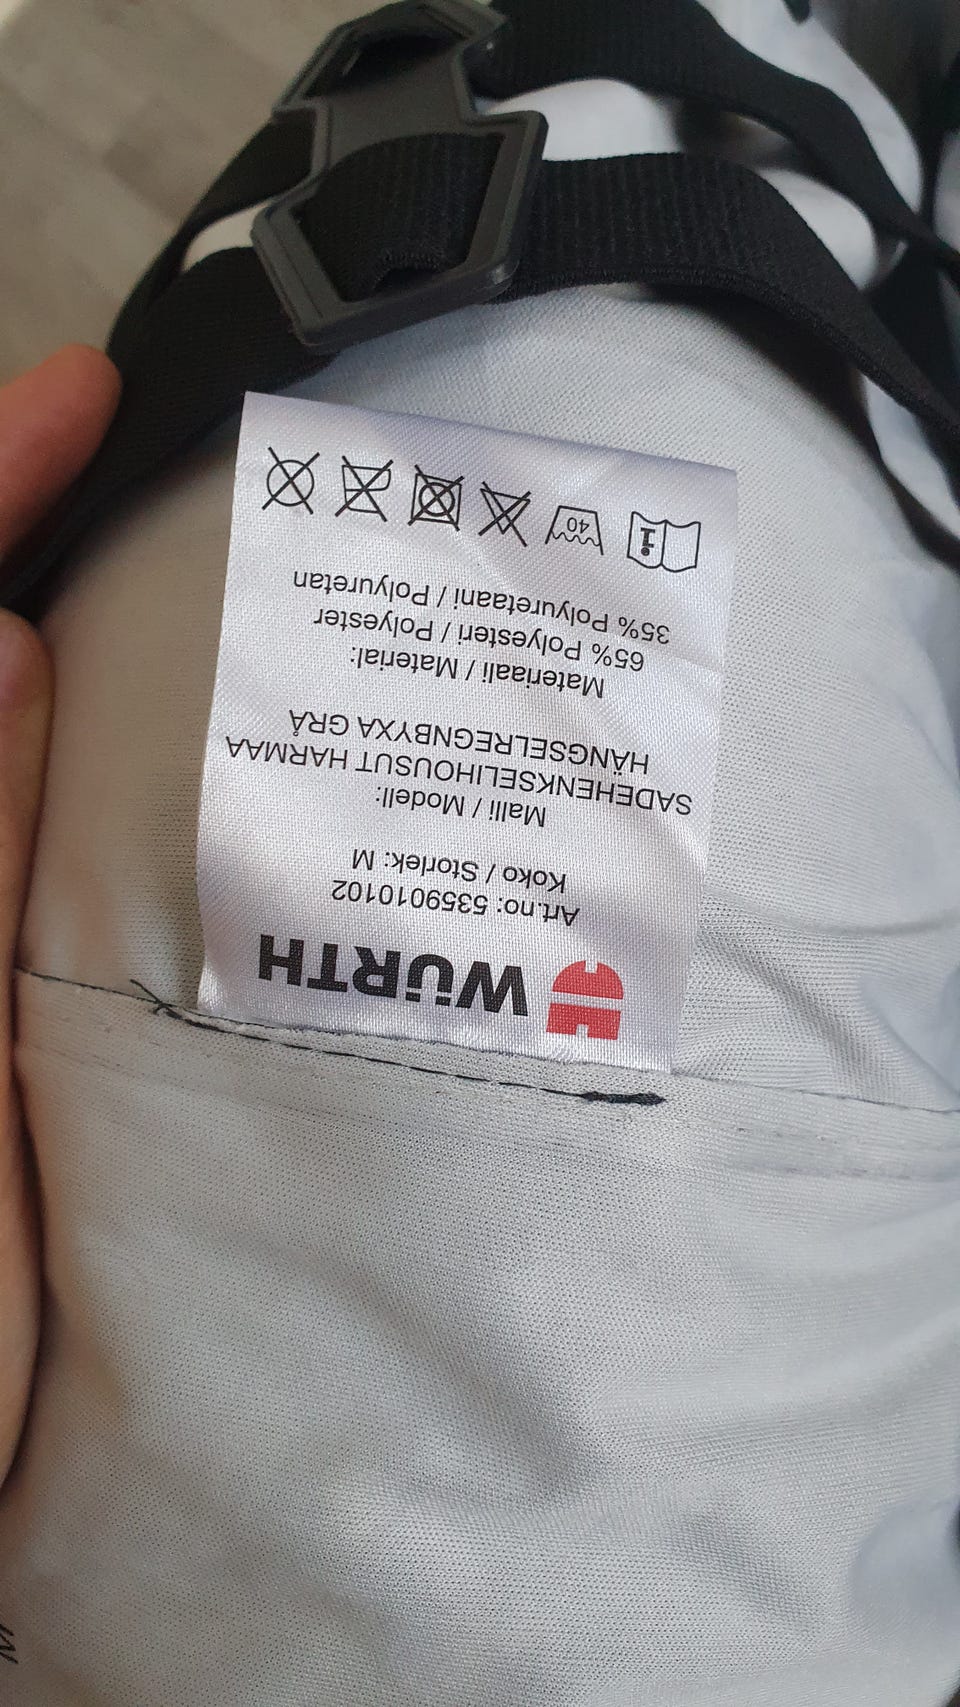 WÜRTH
Art.no: 5359010102
Koko / Storlek: M
Malli / Modell:
SADEHENKSELIHOUSUT HARMAA
HÄNGSELREGNBYXA GRÅ
Materiaali / Material:
65% Polyesteri / Polyester
35% Polyuretaani / Polyuretan
i 40